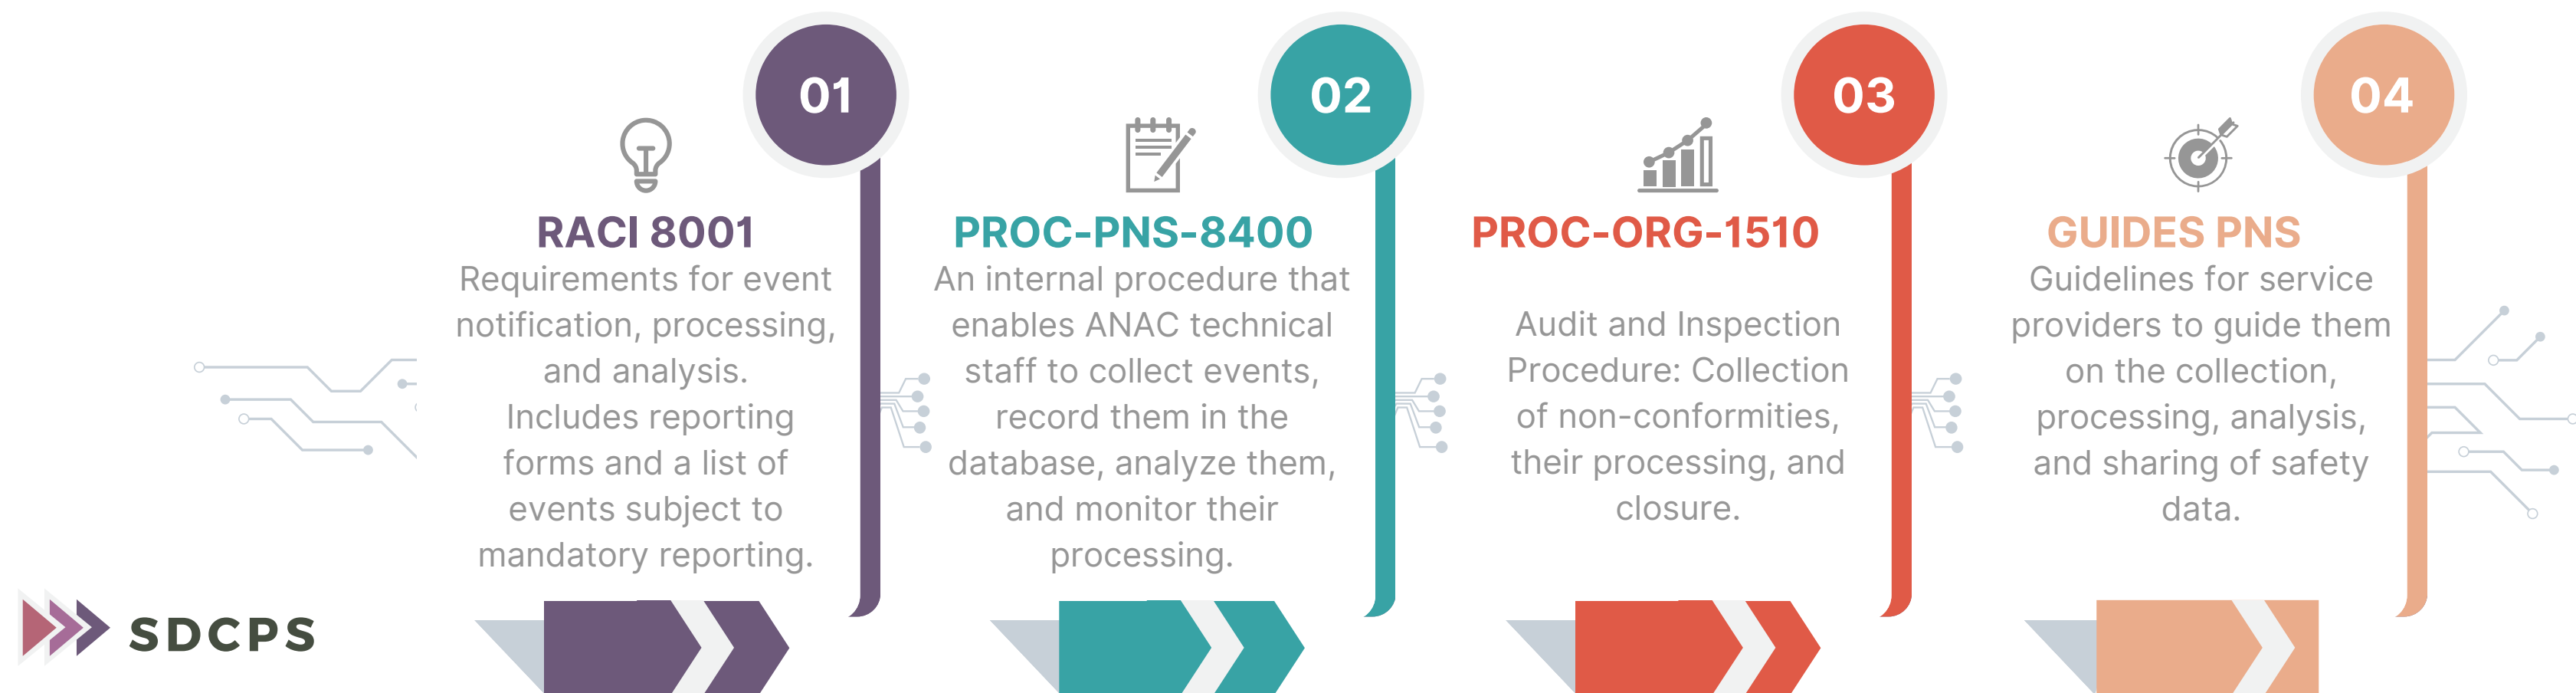 01
RACI 8001
Requirements for event
notification, processing,
and analysis.
Includes reporting
forms and a list of
events subject to
mandatory reporting.
02
PROC-PNS-8400
An internal procedure that
enables ANAC technical
staff to collect events,
record them in the
database, analyze them,
and monitor their
processing.
03
PROC-ORG-1510
Audit and Inspection
Procedure: Collection
of non-conformities,
their processing, and
closure.
04
GUIDES PNS
Guidelines for service
providers to guide them
on the collection,
processing, analysis,
and sharing of safety
data.
SDCPS